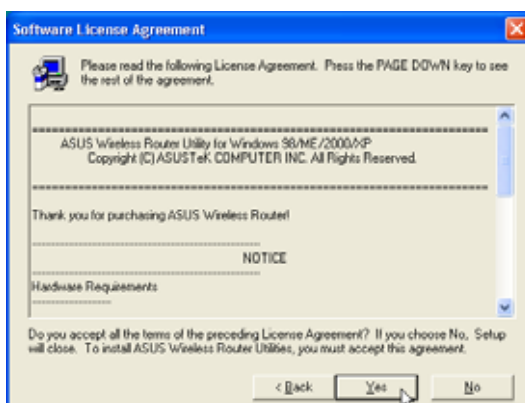 Software License Agreement
Please read the following License Agreement. Press the PAGE DOWN key to see
the rest of the agreement.
==========================================================
ASUS Wireless Router Utility for Windows 98/ME/2000/XP
Copyright (C) ASUSTeK COMPUTER INC. All Rights Reserved.
==========================================================
Thank you for purchasing ASUS Wireless Router!
--------------------------------------------------------
NOTICE
--------------------------------------------------------
Hardware Requirements
--------------------
Do you accept all the terms of the preceding License Agreement? If you choose No, Setup
will close. To install ASUS Wireless Router Utilities, you must accept this agreement.
< Back Yes No